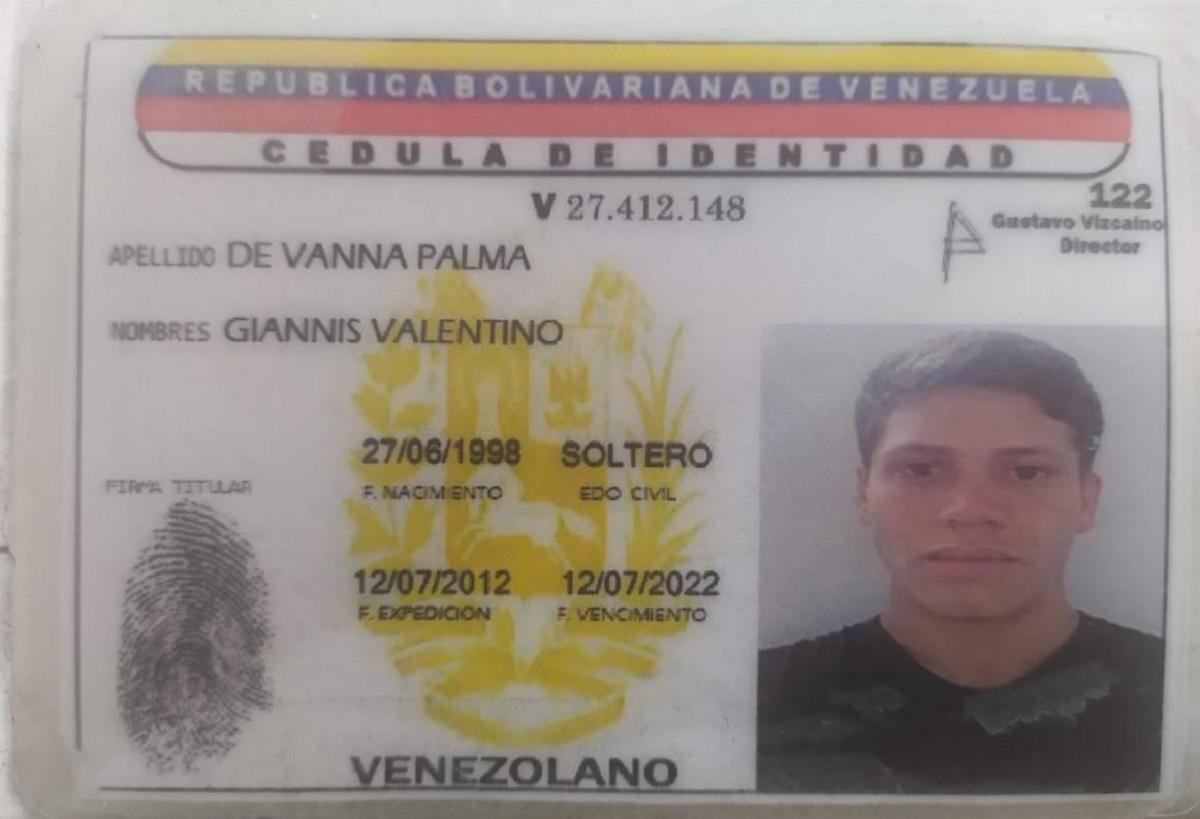 REPUBLICA BOLIVARIANA DE VENEZUELA
CEDULA DE IDENTIDAD
V 27.412.148
122
Gustavo Vizcaino
Director
APELLIDO DE VANNA PALMA
NOMBRES GIANNIS VALENTINO
27/06/1998 SOLTERO
F. NACIMIENTO EDO CIVIL
FIRMA TITULAR
12/07/2012 12/07/2022
F. EXPEDICION F. VENCIMIENTO
VENEZOLANO